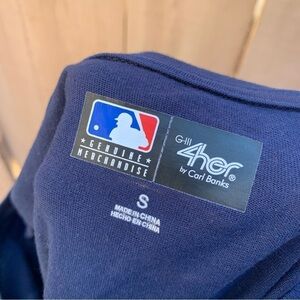 GENUINE
MERCHANDISE
G-III
4her®
by Carl Banks
S
MADE IN CHINA
HECHO EN CHINA